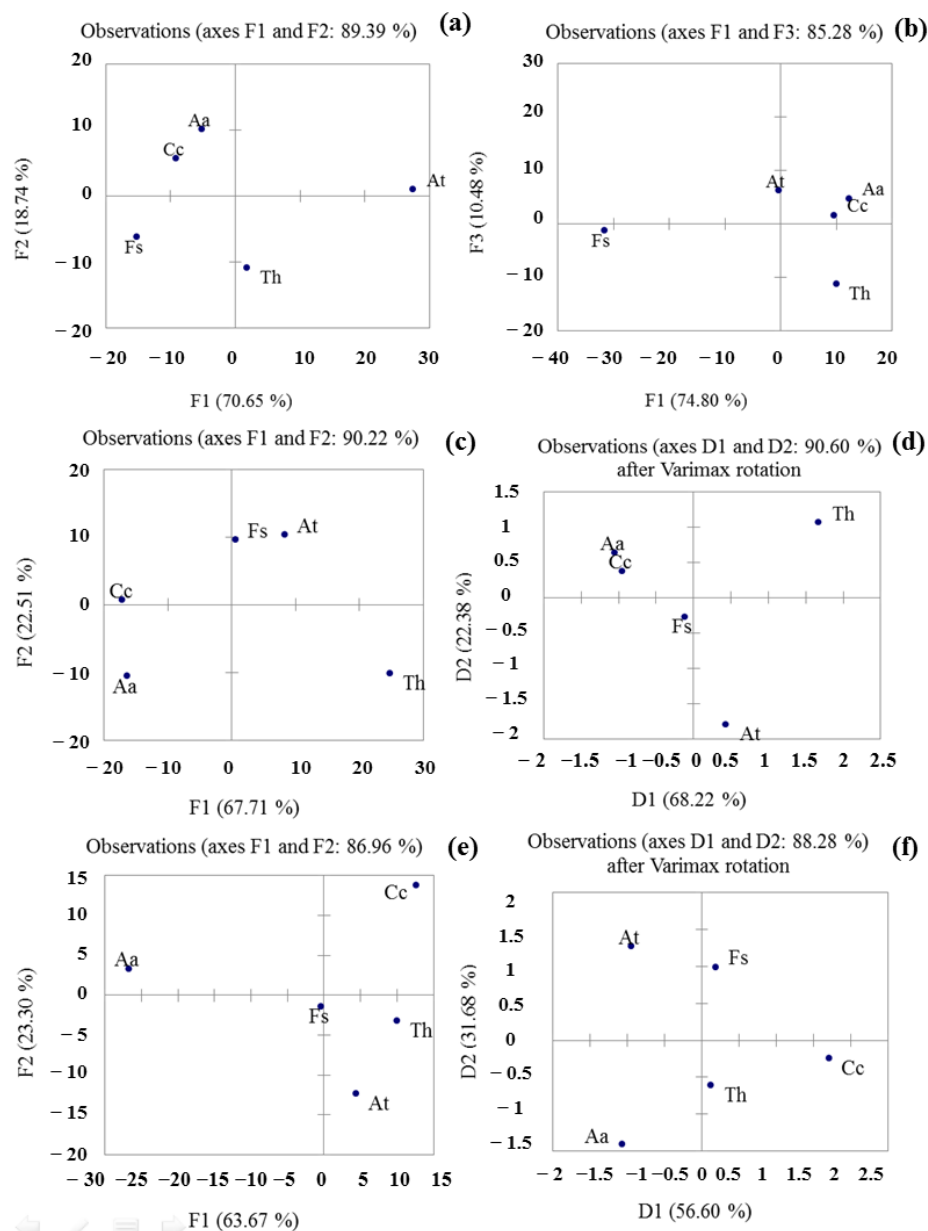 Observations (axes F1 and F2: 89.39 %)
(a)
20
10
0
−10
−20
F2 (18.74 %)
Aa
Cc
At
Fs
Th
−20
−10
0
10
20
30
F1 (70.65 %)
Observations (axes F1 and F3: 85.28 %)
(b)
30
20
10
0
−10
−20
F3 (10.48 %)
At
Aa
Cc
Fs
Th
−40
−30
−20
−10
0
10
20
F1 (74.80 %)
Observations (axes F1 and F2: 90.22 %)
(c)
20
10
0
−10
−20
F2 (22.51 %)
Fs
At
Cc
Aa
Th
−20
−10
0
10
20
30
F1 (67.71 %)
Observations (axes D1 and D2: 90.60 %)
after Varimax rotation
(d)
1.5
1
0.5
0
−0.5
−1
−1.5
−2
D2 (22.38 %)
Th
Aa
Cc
Fs
At
−2
−1.5
−1
−0.5
0
0.5
1
1.5
2
2.5
D1 (68.22 %)
Observations (axes F1 and F2: 86.96 %)
(e)
15
10
5
0
−5
−10
−15
−20
F2 (23.30 %)
Cc
Aa
Fs
Th
At
−30
−25
−20
−15
−10
−5
0
5
10
15
F1 (63.67 %)
Observations (axes D1 and D2: 88.28 %)
after Varimax rotation
(f)
2
1.5
1
0.5
0
−0.5
−1
−1.5
D2 (31.68 %)
At
Fs
Cc
Th
Aa
−2
−1.5
−1
−0.5
0
0.5
1
1.5
2
2.5
D1 (56.60 %)